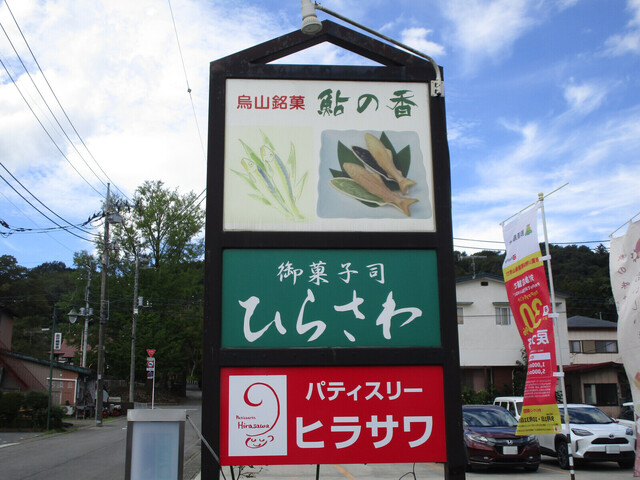 烏山銘菓 鮎の香
御菓子司
ひらさわ
Patisserie
Hirasawa
パティスリー
ヒラサワ